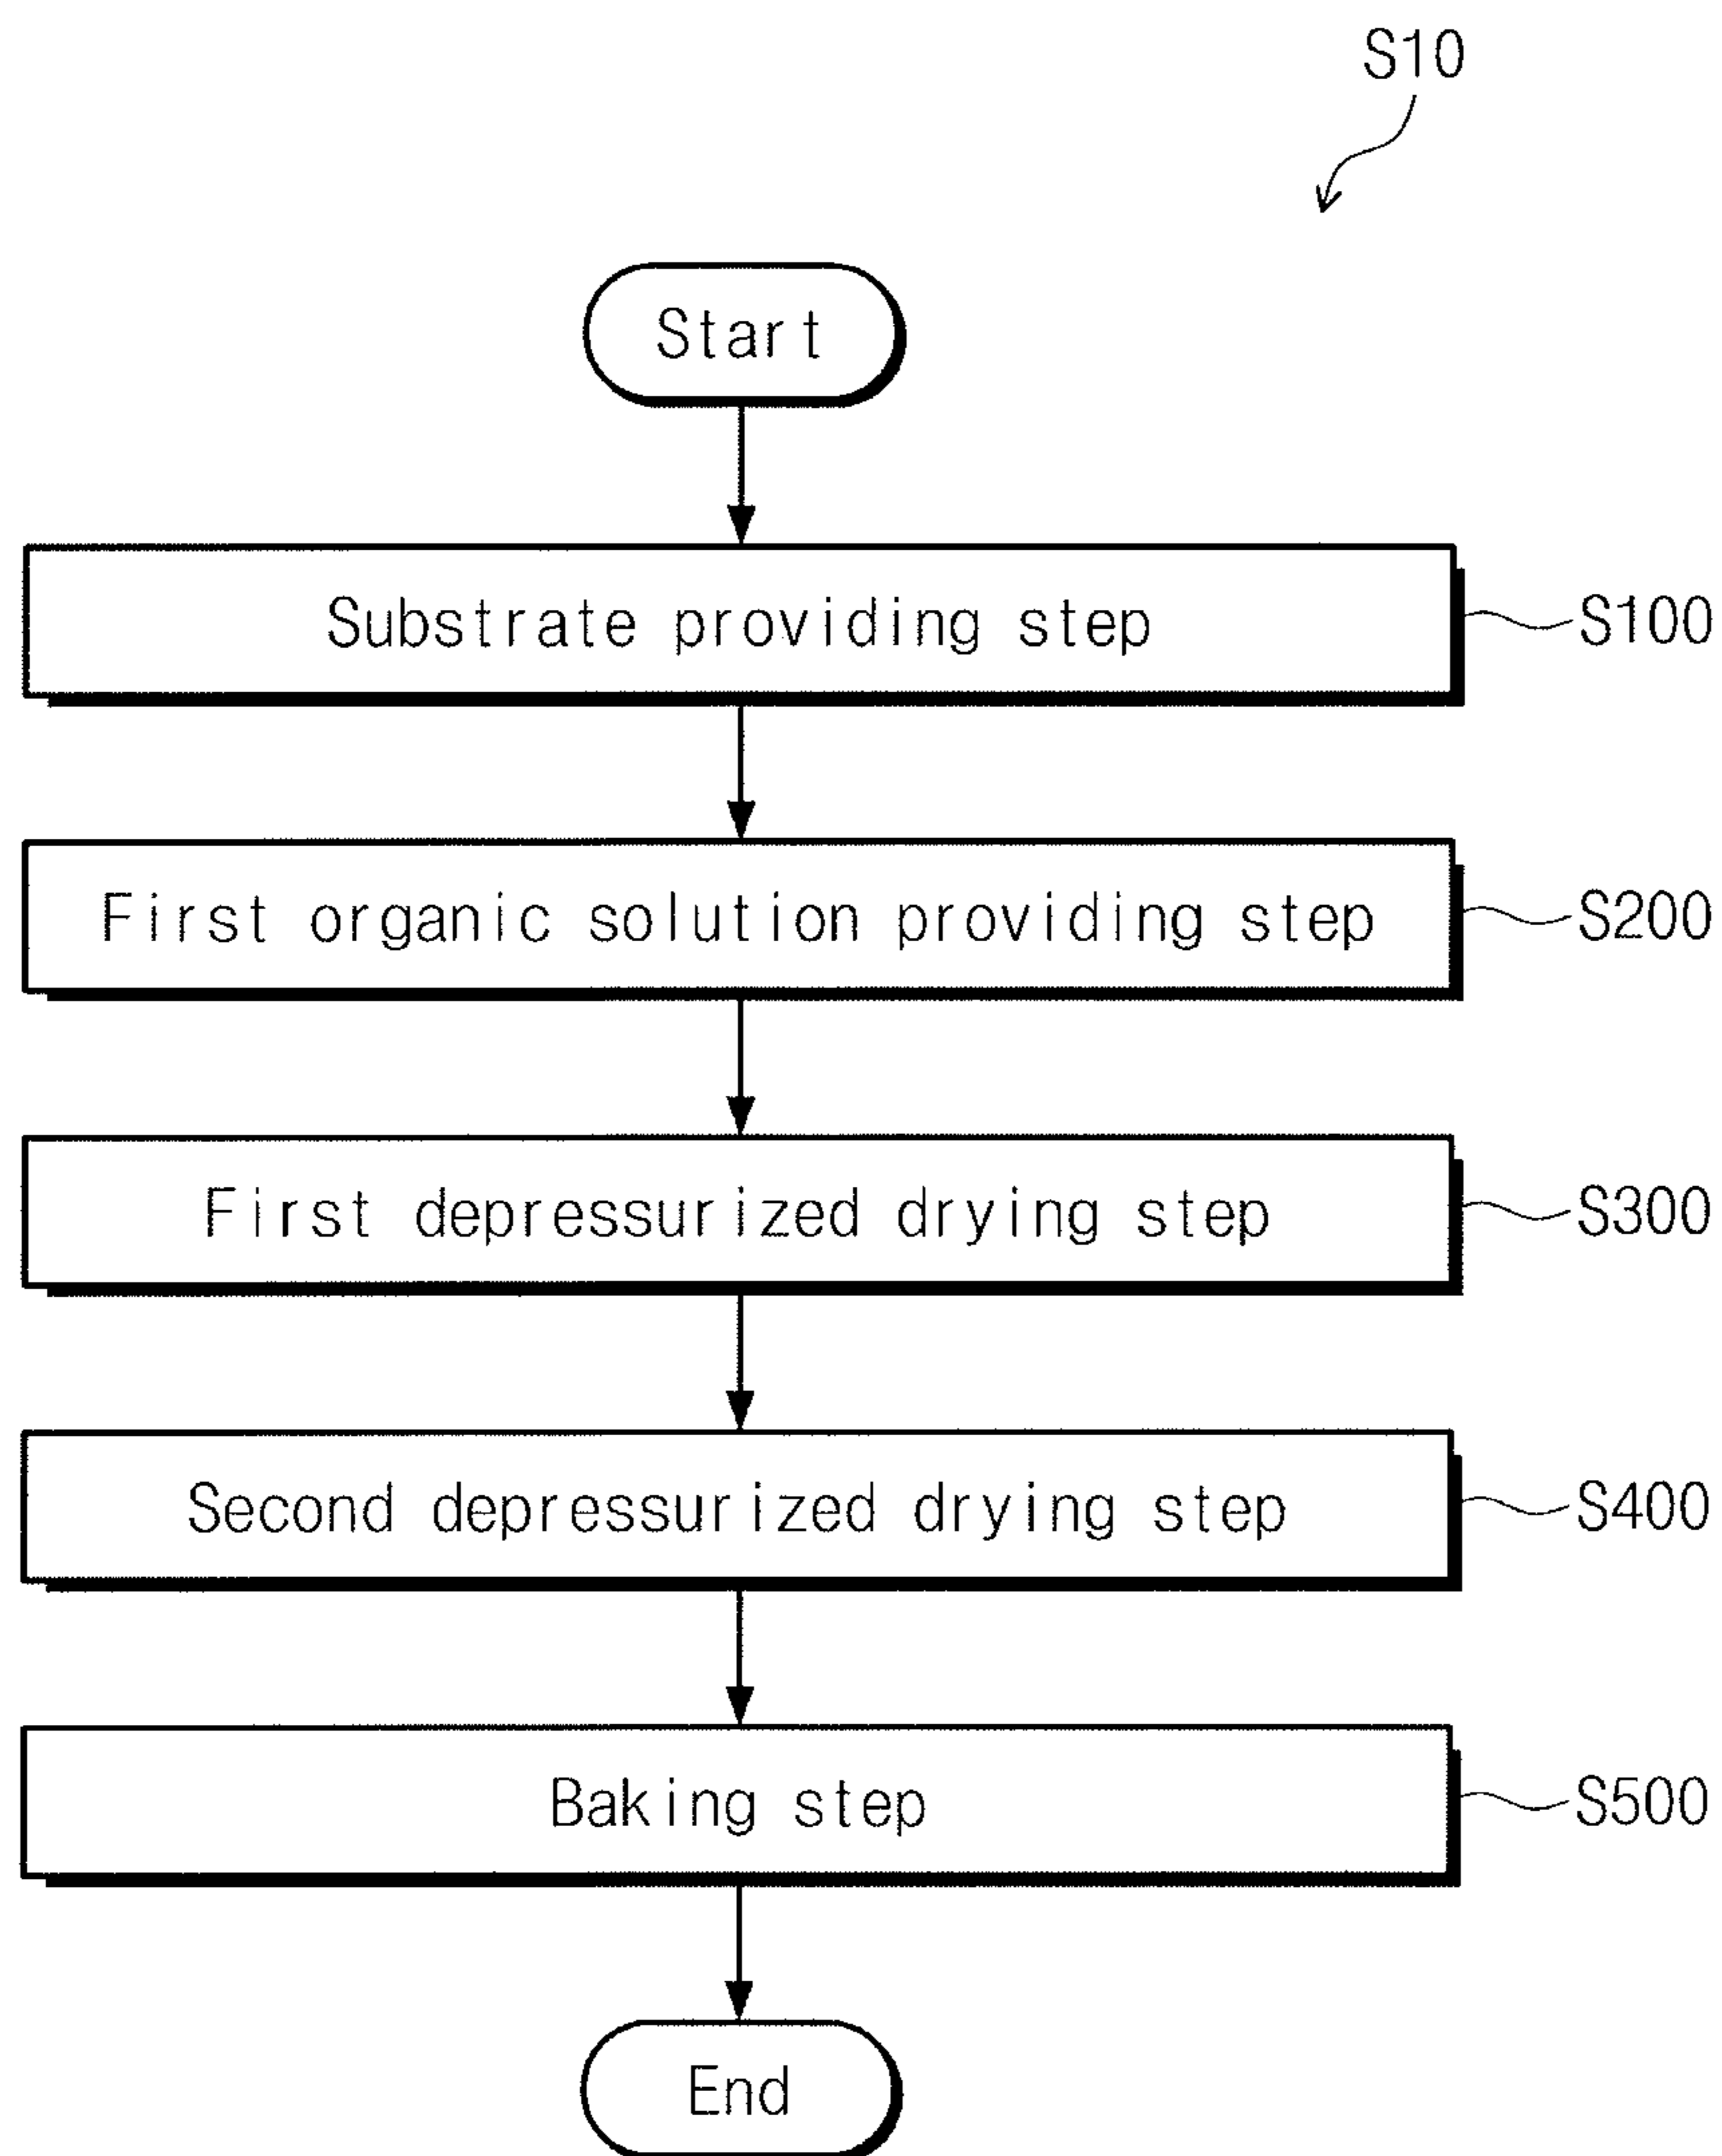 S10
Start
Substrate providing step
S100
First organic solution providing step
S200
First depressurized drying step
S300
Second depressurized drying step
S400
Baking step
S500
End